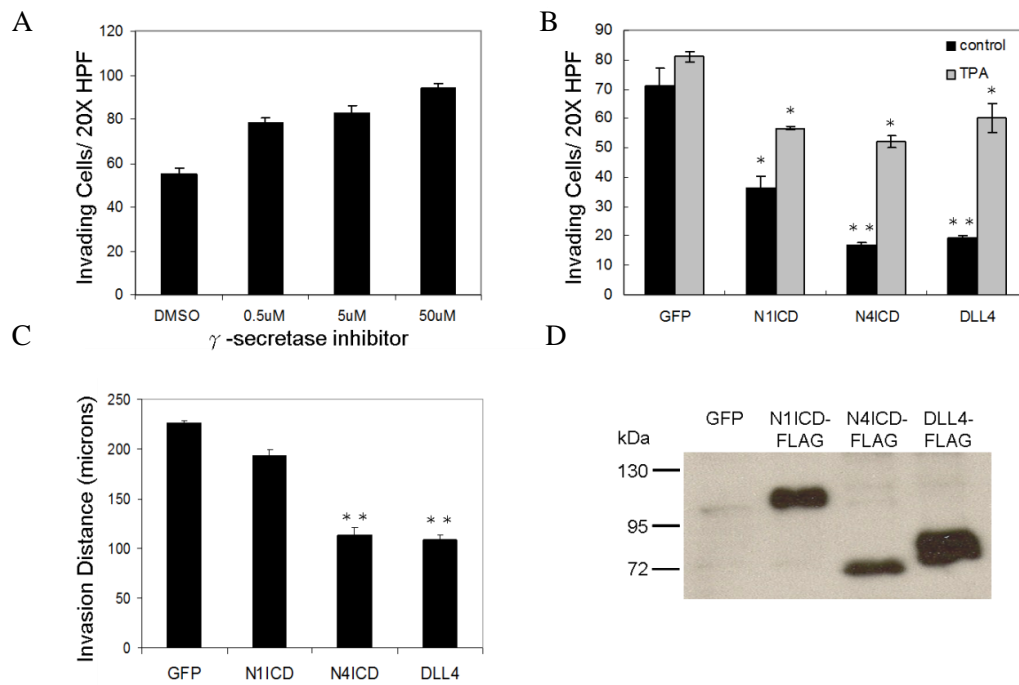 A
Invading Cells/ 20X HPF
120
100
80
60
40
20
0
DMSO
0.5uM
5uM
50uM
γ -secretase inhibitor
B
Invading Cells/ 20X HPF
90
80
70
60
50
40
30
20
10
0
control
TPA
*
*
* *
*
* *
*
GFP
N1ICD
N4ICD
DLL4
C
Invasion Distance (microns)
250
200
150
100
50
0
* *
* *
GFP
N1ICD
N4ICD
DLL4
D
kDa
GFP
N1ICD-
FLAG
N4ICD-
FLAG
DLL4-
FLAG
130
95
72